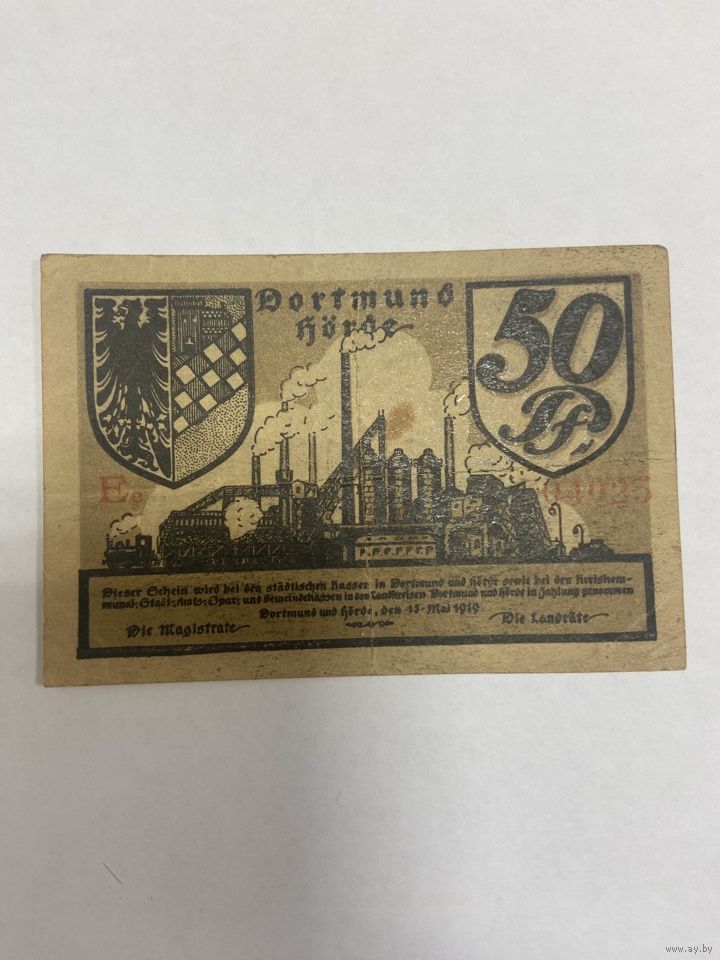 Dortmund
Hörde
50
Pf.
Ee 04025
Dieser Schein wird bei den städtischen Kassen in Dortmund und Hörde sowie bei den Kreiskom-
munal-, Stadt-, Amts-, Spar- und Gemeindekassen in den Landkreisen Dortmund und Hörde in Zahlung genommen
Dortmund und Hörde, den 15. Mai 1919
Die Magistrate
Die Landräte
www.ay.by